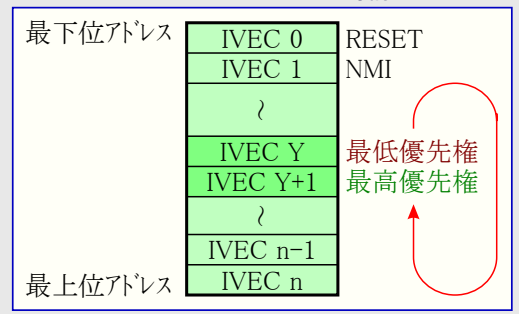 最下位アドレス IVEC 0 RESET
IVEC 1 NMI
~
IVEC Y 最低優先権
IVEC Y+1 最高優先権
~
IVEC n-1
最上位アドレス IVEC n